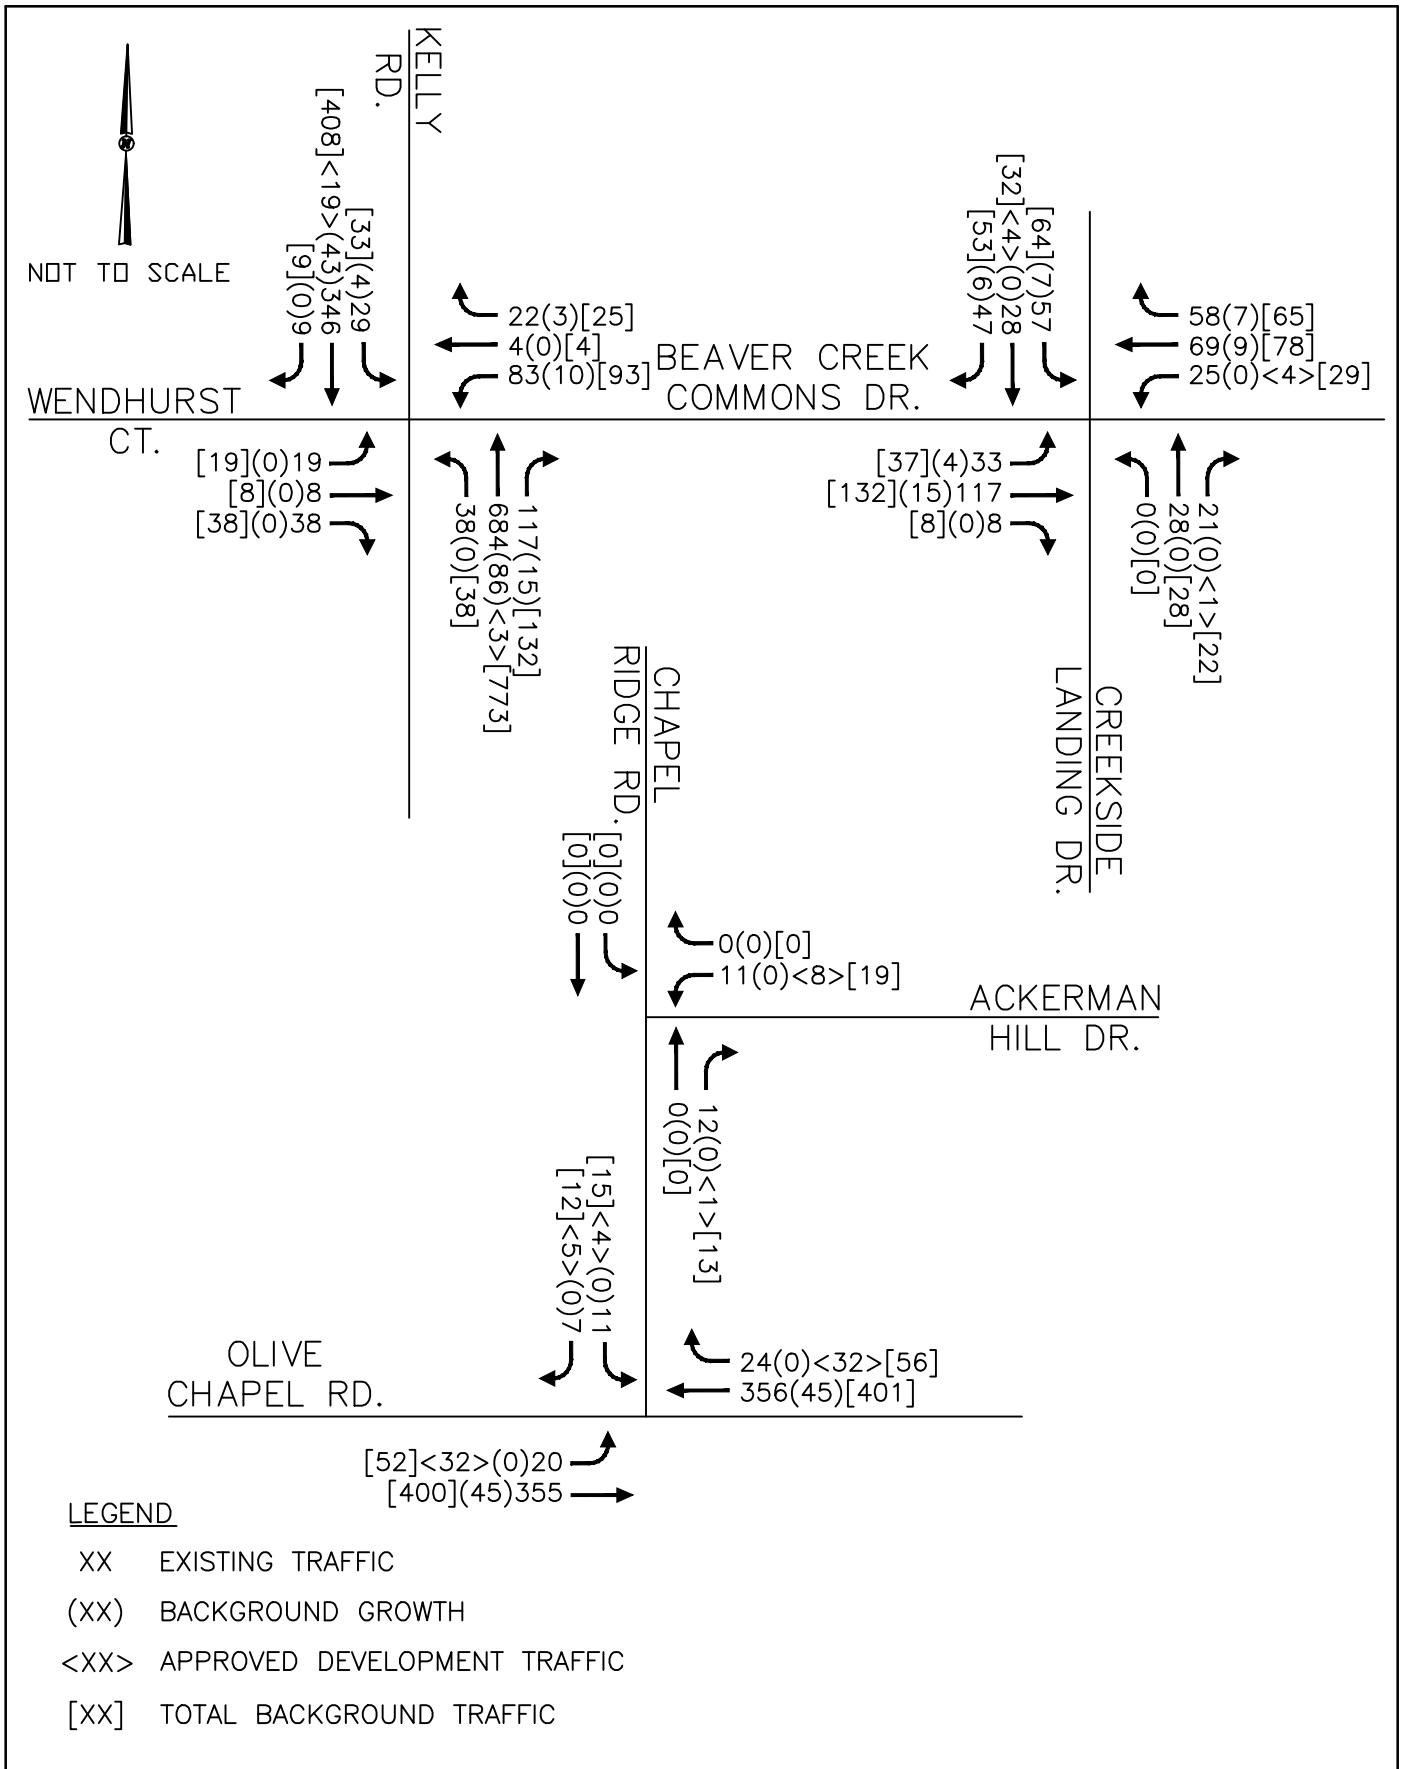 KELLY
RD.
NOT TO SCALE
[408]<19>(43)346
[33](4)29
[9](0)9
22(3)[25]
4(0)[4]
83(10)[93]
BEAVER CREEK
COMMONS DR.
[32]<4>(0)28
[64](7)57
[53](6)47
58(7)[65]
69(9)[78]
25(0)<4>[29]
WENDHURST
CT.
[19](0)19
[8](0)8
[38](0)38
117(15)[132]
684(86)<3>[773]
38(0)[38]
[37](4)33
[132](15)117
[8](0)8
21(0)<1>[22]
28(0)[28]
0(0)[0]
CHAPEL
RIDGE RD.
CREEKSIDE
LANDING DR.
[0](0)0
[0](0)0
0(0)[0]
11(0)<8>[19]
ACKERMAN
HILL DR.
12(0)<1>[13]
0(0)[0]
[15]<4>(0)11
[12]<5>(0)7
OLIVE
CHAPEL RD.
24(0)<32>[56]
356(45)[401]
[52]<32>(0)20
[400](45)355
LEGEND
XX EXISTING TRAFFIC
(XX) BACKGROUND GROWTH
<XX> APPROVED DEVELOPMENT TRAFFIC
[XX] TOTAL BACKGROUND TRAFFIC